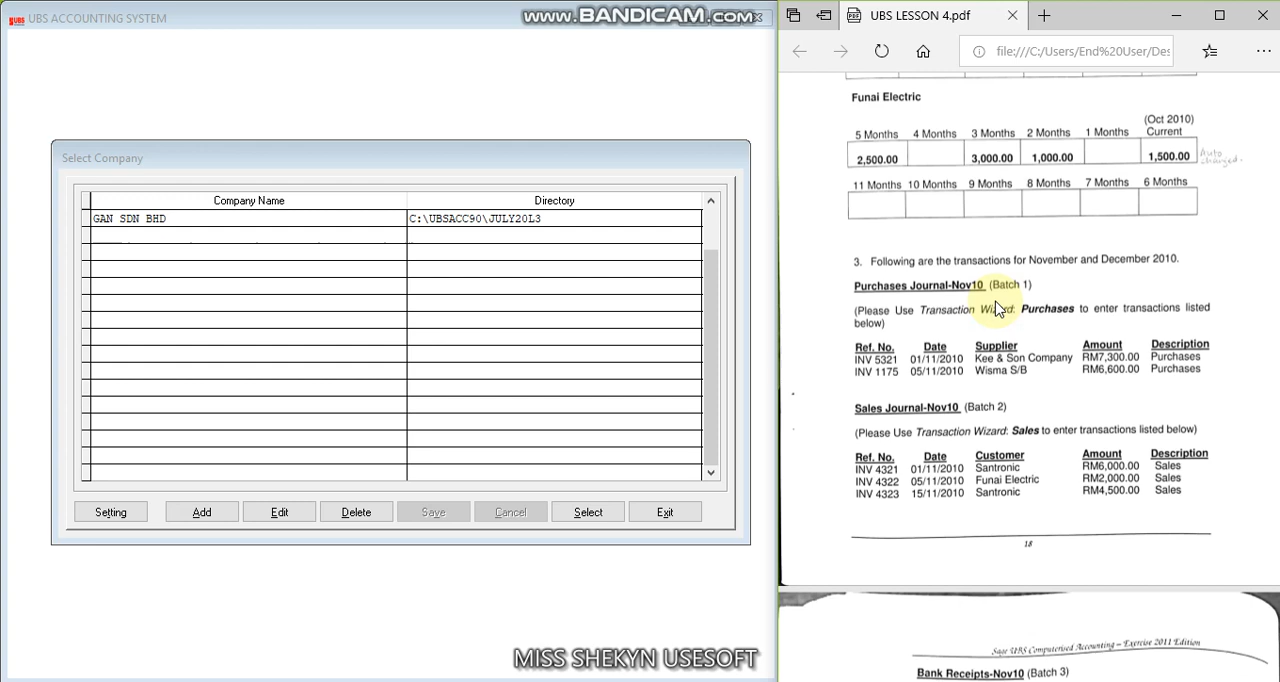 UBS ACCOUNTING SYSTEM
www.BANDICAM.com
Select Company
Company Name Directory
GAN SDN BHD C:\UBSACC90\JULY20L3
Setting Add Edit Delete Save Cancel Select Exit
MISS SHEKYN USESOFT
UBS LESSON 4.pdf
file:///C:/Users/End%20User/Des
Funai Electric
(Oct 2010)
5 Months 4 Months 3 Months 2 Months 1 Months Current
2,500.00 3,000.00 1,000.00 1,500.00
Auto
changed.
11 Months 10 Months 9 Months 8 Months 7 Months 6 Months
3. Following are the transactions for November and December 2010.
Purchases Journal-Nov10 (Batch 1)
(Please Use Transaction Wizard: Purchases to enter transactions listed
below)
Ref. No. Date Supplier Amount Description
INV 5321 01/11/2010 Kee & Son Company RM7,300.00 Purchases
INV 1175 05/11/2010 Wisma S/B RM6,600.00 Purchases
Sales Journal-Nov10 (Batch 2)
(Please Use Transaction Wizard: Sales to enter transactions listed below)
Ref. No. Date Customer Amount Description
INV 4321 01/11/2010 Santronic RM6,000.00 Sales
INV 4322 05/11/2010 Funai Electric RM2,000.00 Sales
INV 4323 15/11/2010 Santronic RM4,500.00 Sales
18
Sage UBS Computerised Accounting – Exercise 2011 Edition
Bank Receipts-Nov10 (Batch 3)